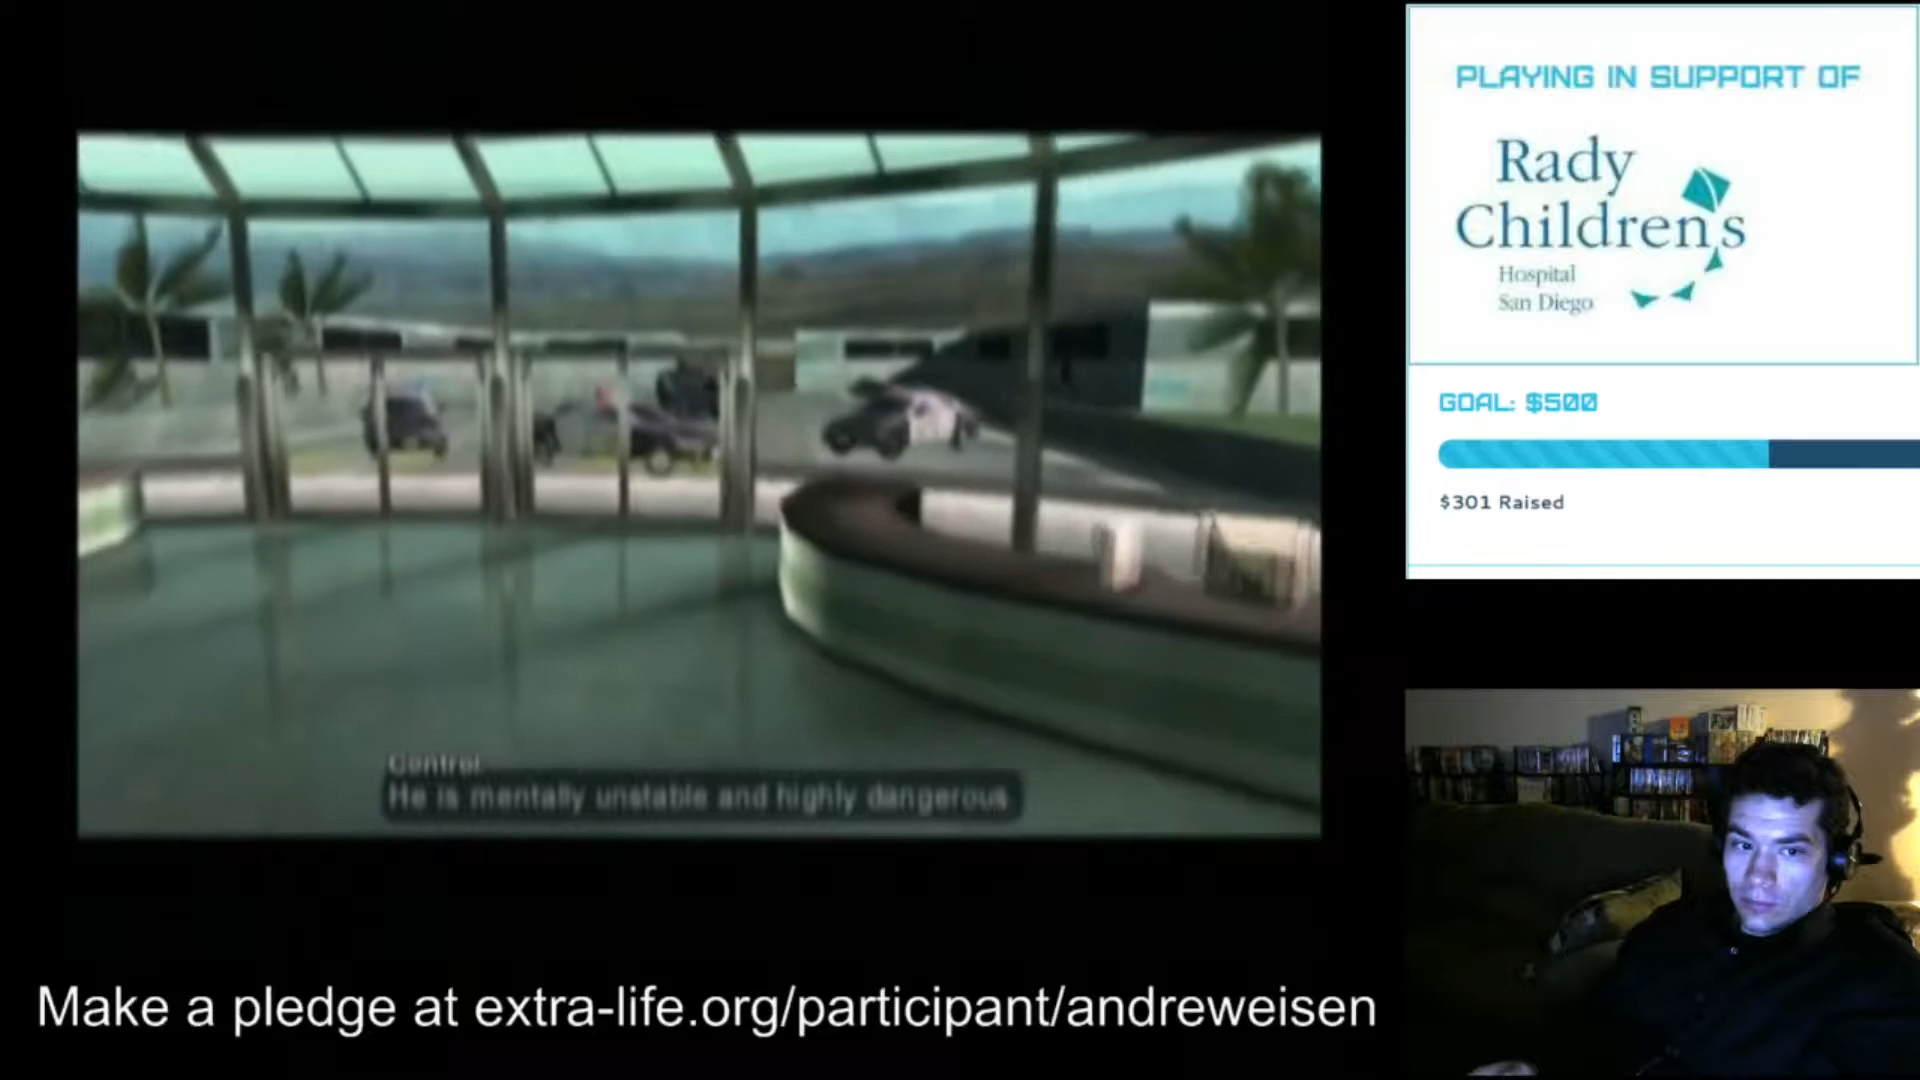 PLAYING IN SUPPORT OF
Rady
Children's
Hospital
San Diego
GOAL: $500
$301 Raised
Control
He is mentally unstable and highly dangerous
Make a pledge at extra-life.org/participant/andreweisen